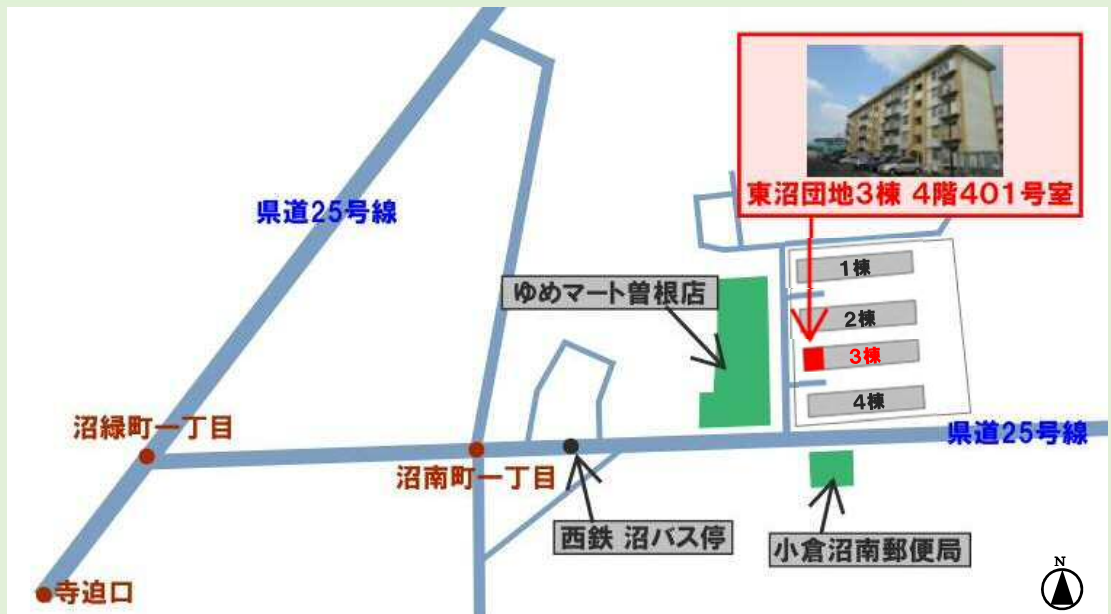 東沼団地3棟 4階401号室
県道25号線
1棟
ゆめマート曽根店
2棟
3棟
4棟
沼緑町一丁目
県道25号線
沼南町一丁目
西鉄 沼バス停
小倉沼南郵便局
寺迫口
N